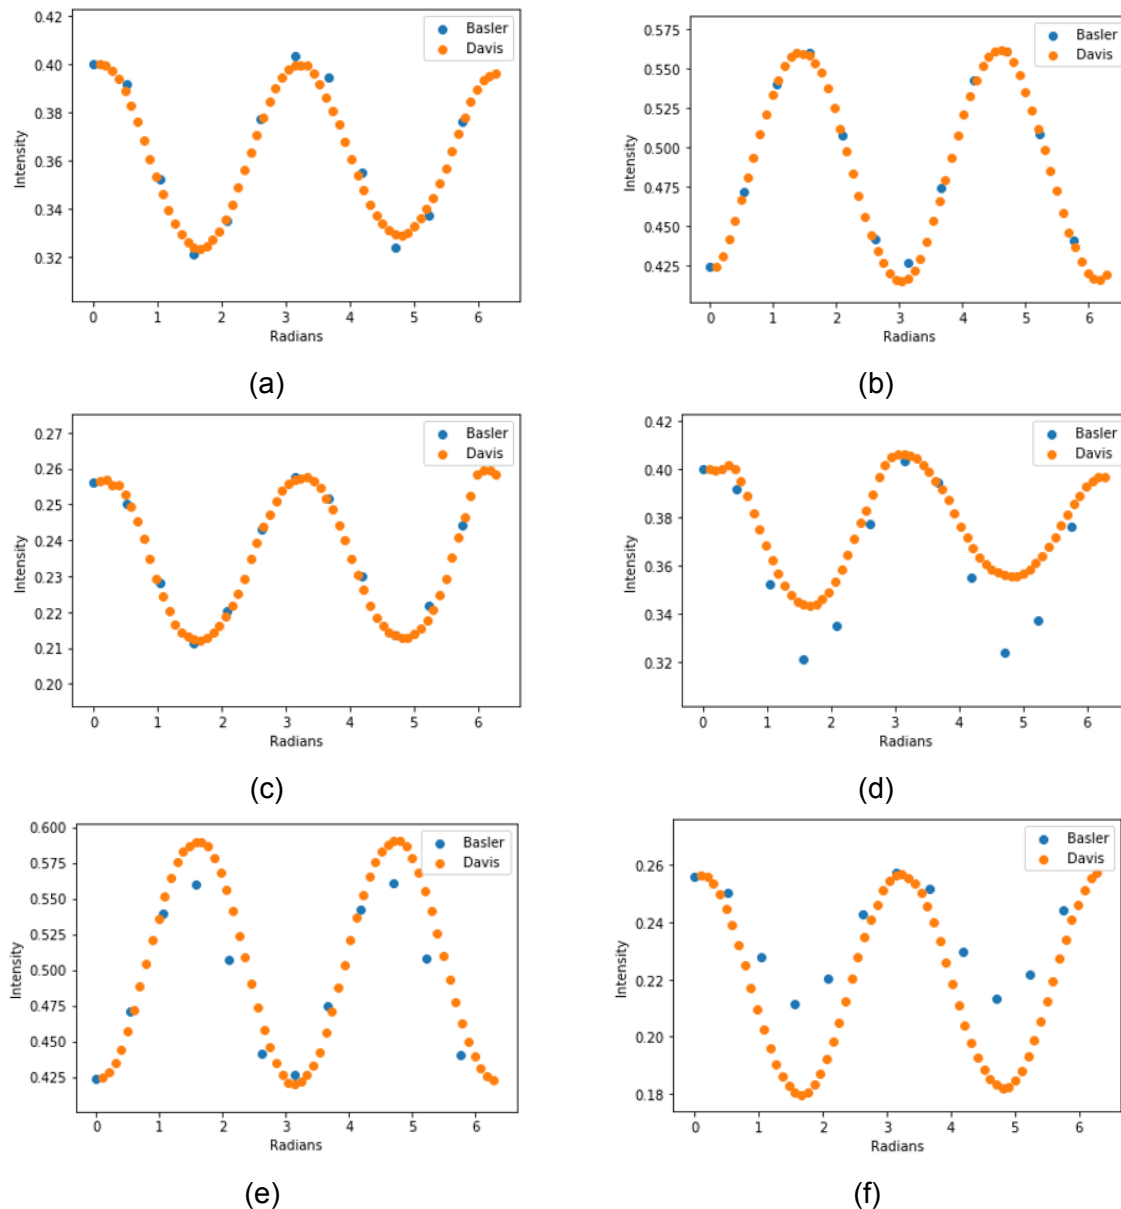 0.42
0.40
0.38
0.36
0.34
0.32
Intensity
0 1 2 3 4 5 6
Radians
Basler
Davis
(a)
0.575
0.550
0.525
0.500
0.475
0.450
0.425
Intensity
0 1 2 3 4 5 6
Radians
Basler
Davis
(b)
0.27
0.26
0.25
0.24
0.23
0.22
0.21
0.20
Intensity
0 1 2 3 4 5 6
Radians
Basler
Davis
(c)
0.42
0.40
0.38
0.36
0.34
0.32
Intensity
0 1 2 3 4 5 6
Radians
Basler
Davis
(d)
0.600
0.575
0.550
0.525
0.500
0.475
0.450
0.425
Intensity
0 1 2 3 4 5 6
Radians
Basler
Davis
(e)
0.26
0.24
0.22
0.20
0.18
Intensity
0 1 2 3 4 5 6
Radians
Basler
Davis
(f)